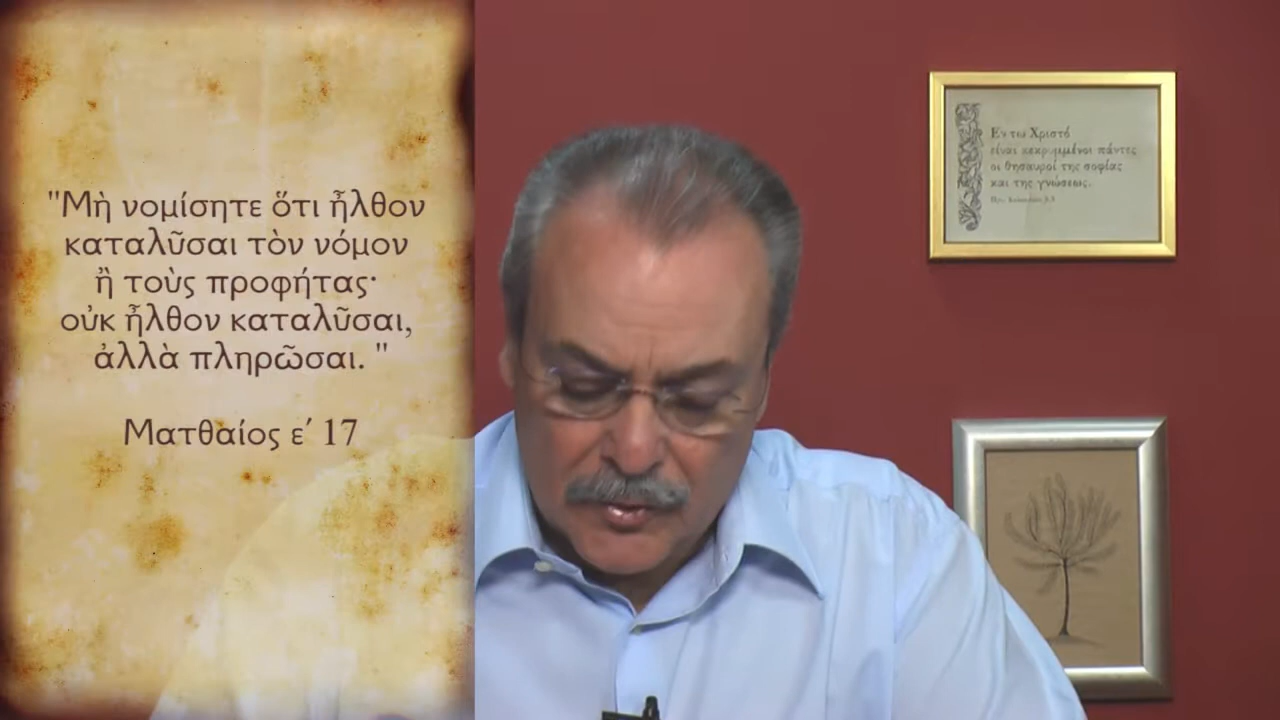 "Μὴ νομίσητε ὅτι ἦλθον
καταλῦσαι τὸν νόμον
ἢ τοὺς προφήτας·
οὐκ ἦλθον καταλῦσαι,
ἀλλὰ πληρῶσαι. "
Ματθαίος ε΄ 17
Εν τω Χριστό
είναι κεκρυμμένοι πάντες
οι θησαυροί της σοφίας
και της γνώσεως.